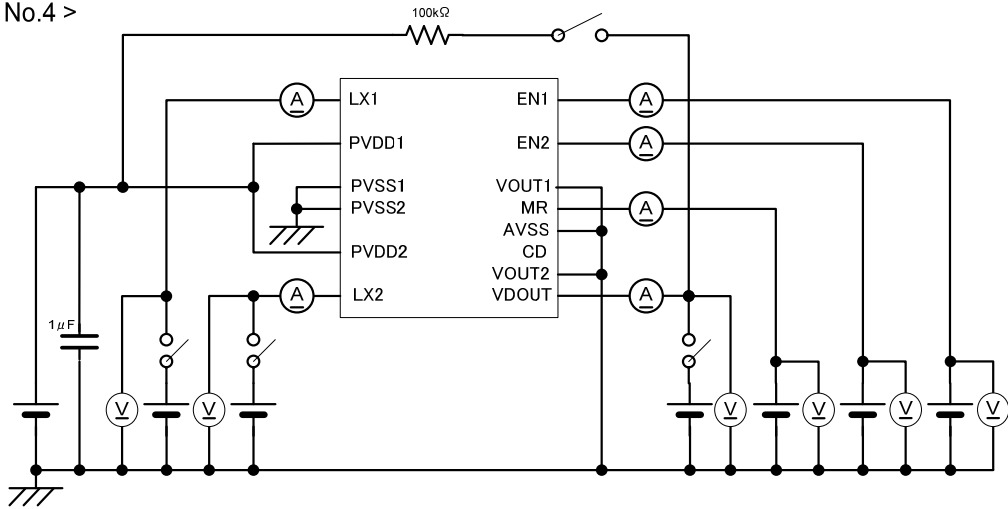 No.4 >
100kΩ
A
LX1
EN1
A
PVDD1
EN2
A
PVSS1
VOUT1
PVSS2
MR
A
AVSS
PVDD2
CD
VOUT2
A
LX2
VDOUT
A
1μF
V
V
V
V
V
V